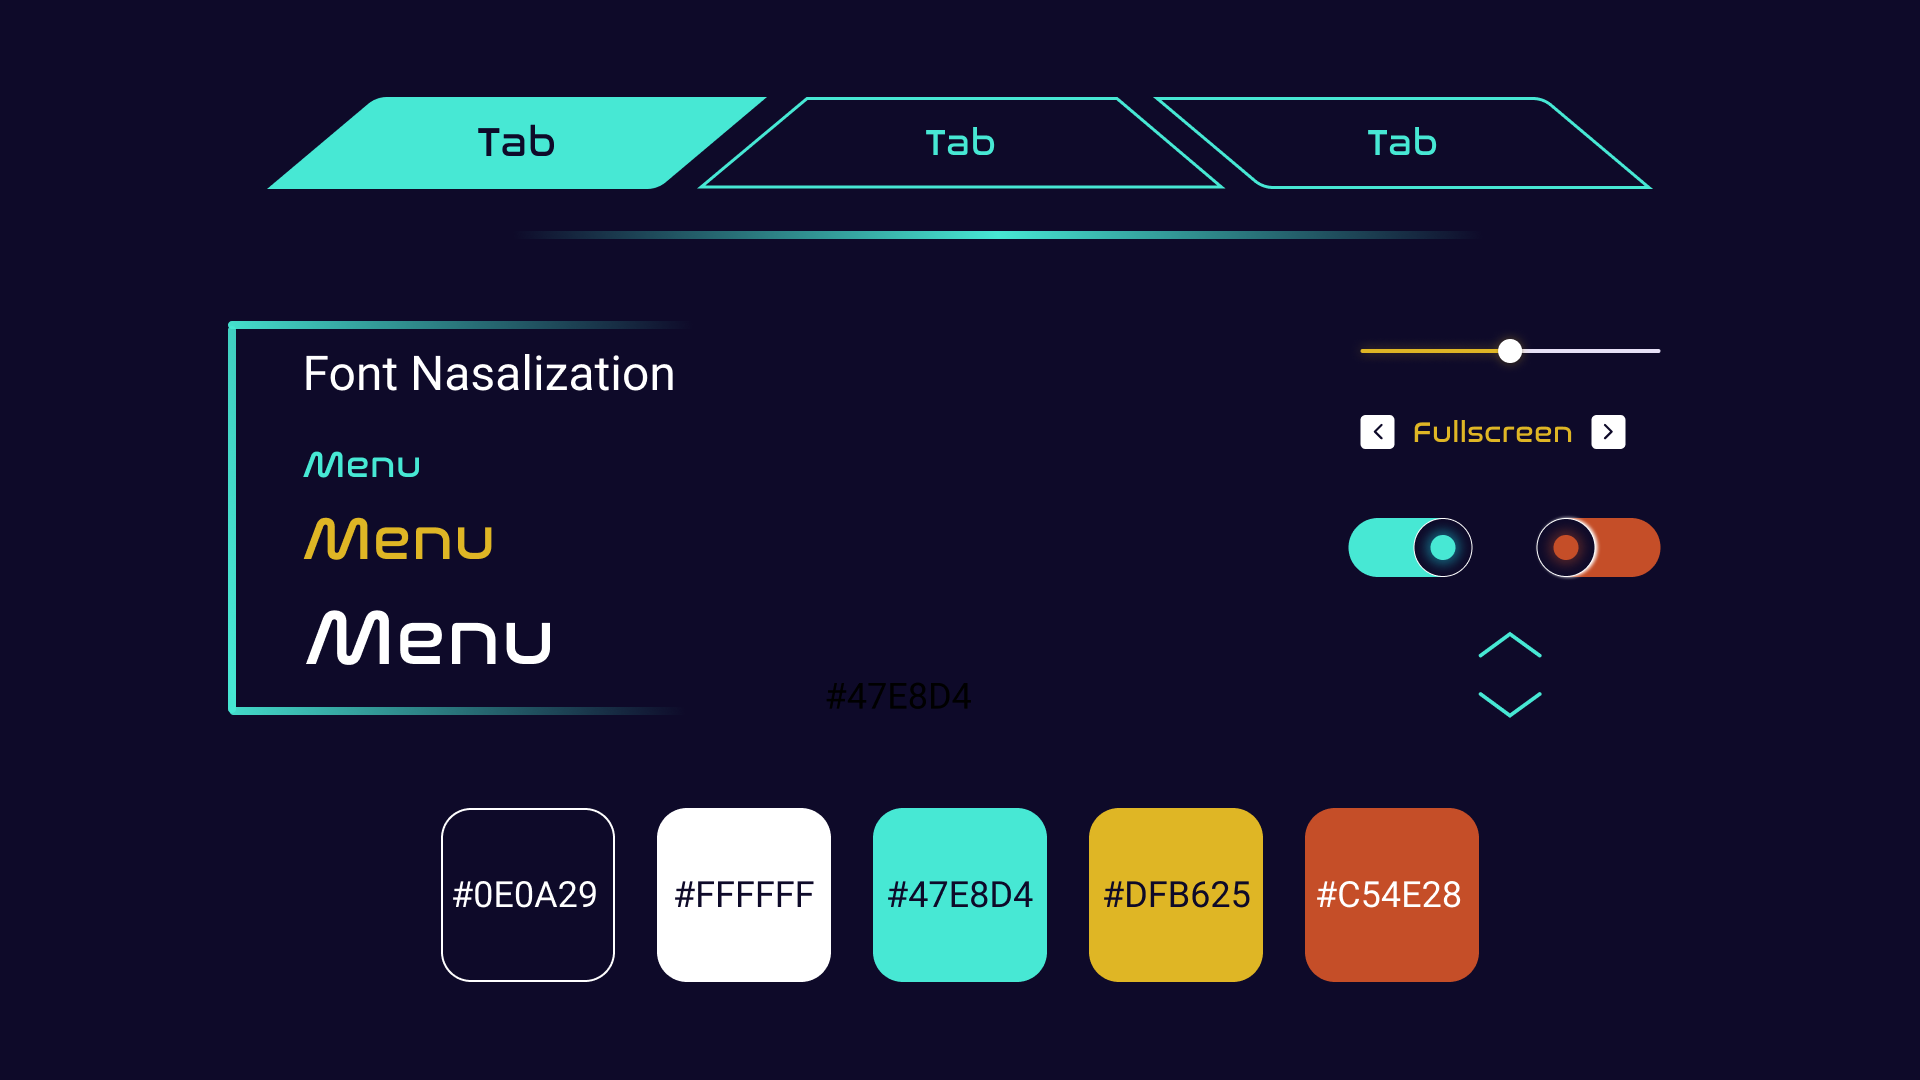 Tab
Tab
Tab
Font Nasalization
Menu
Fullscreen
Menu
Menu
#47E8D4
#0E0A29
#FFFFFF
#47E8D4
#DFB625
#C54E28